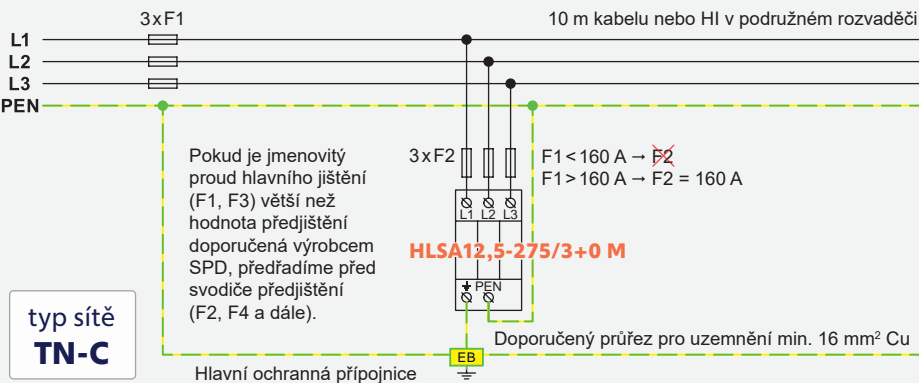 3xF1
10 m kabelu nebo HI v podružném rozvaděči
L1
L2
L3
PEN
Pokud je jmenovitý
proud hlavního jištění
(F1, F3) větší než
hodnota předjištění
doporučená výrobcem
SPD, předřadíme před
svodiče předjištění
(F2, F4 a dále).
3xF2
F1 < 160 A → F2
F1 > 160 A → F2 = 160 A
L1 L2 L3
HLSA12,5-275/3+0 M
PEN
typ sítě
TN-C
Doporučený průřez pro uzemnění min. 16 mm² Cu
EB
Hlavní ochranná přípojnice